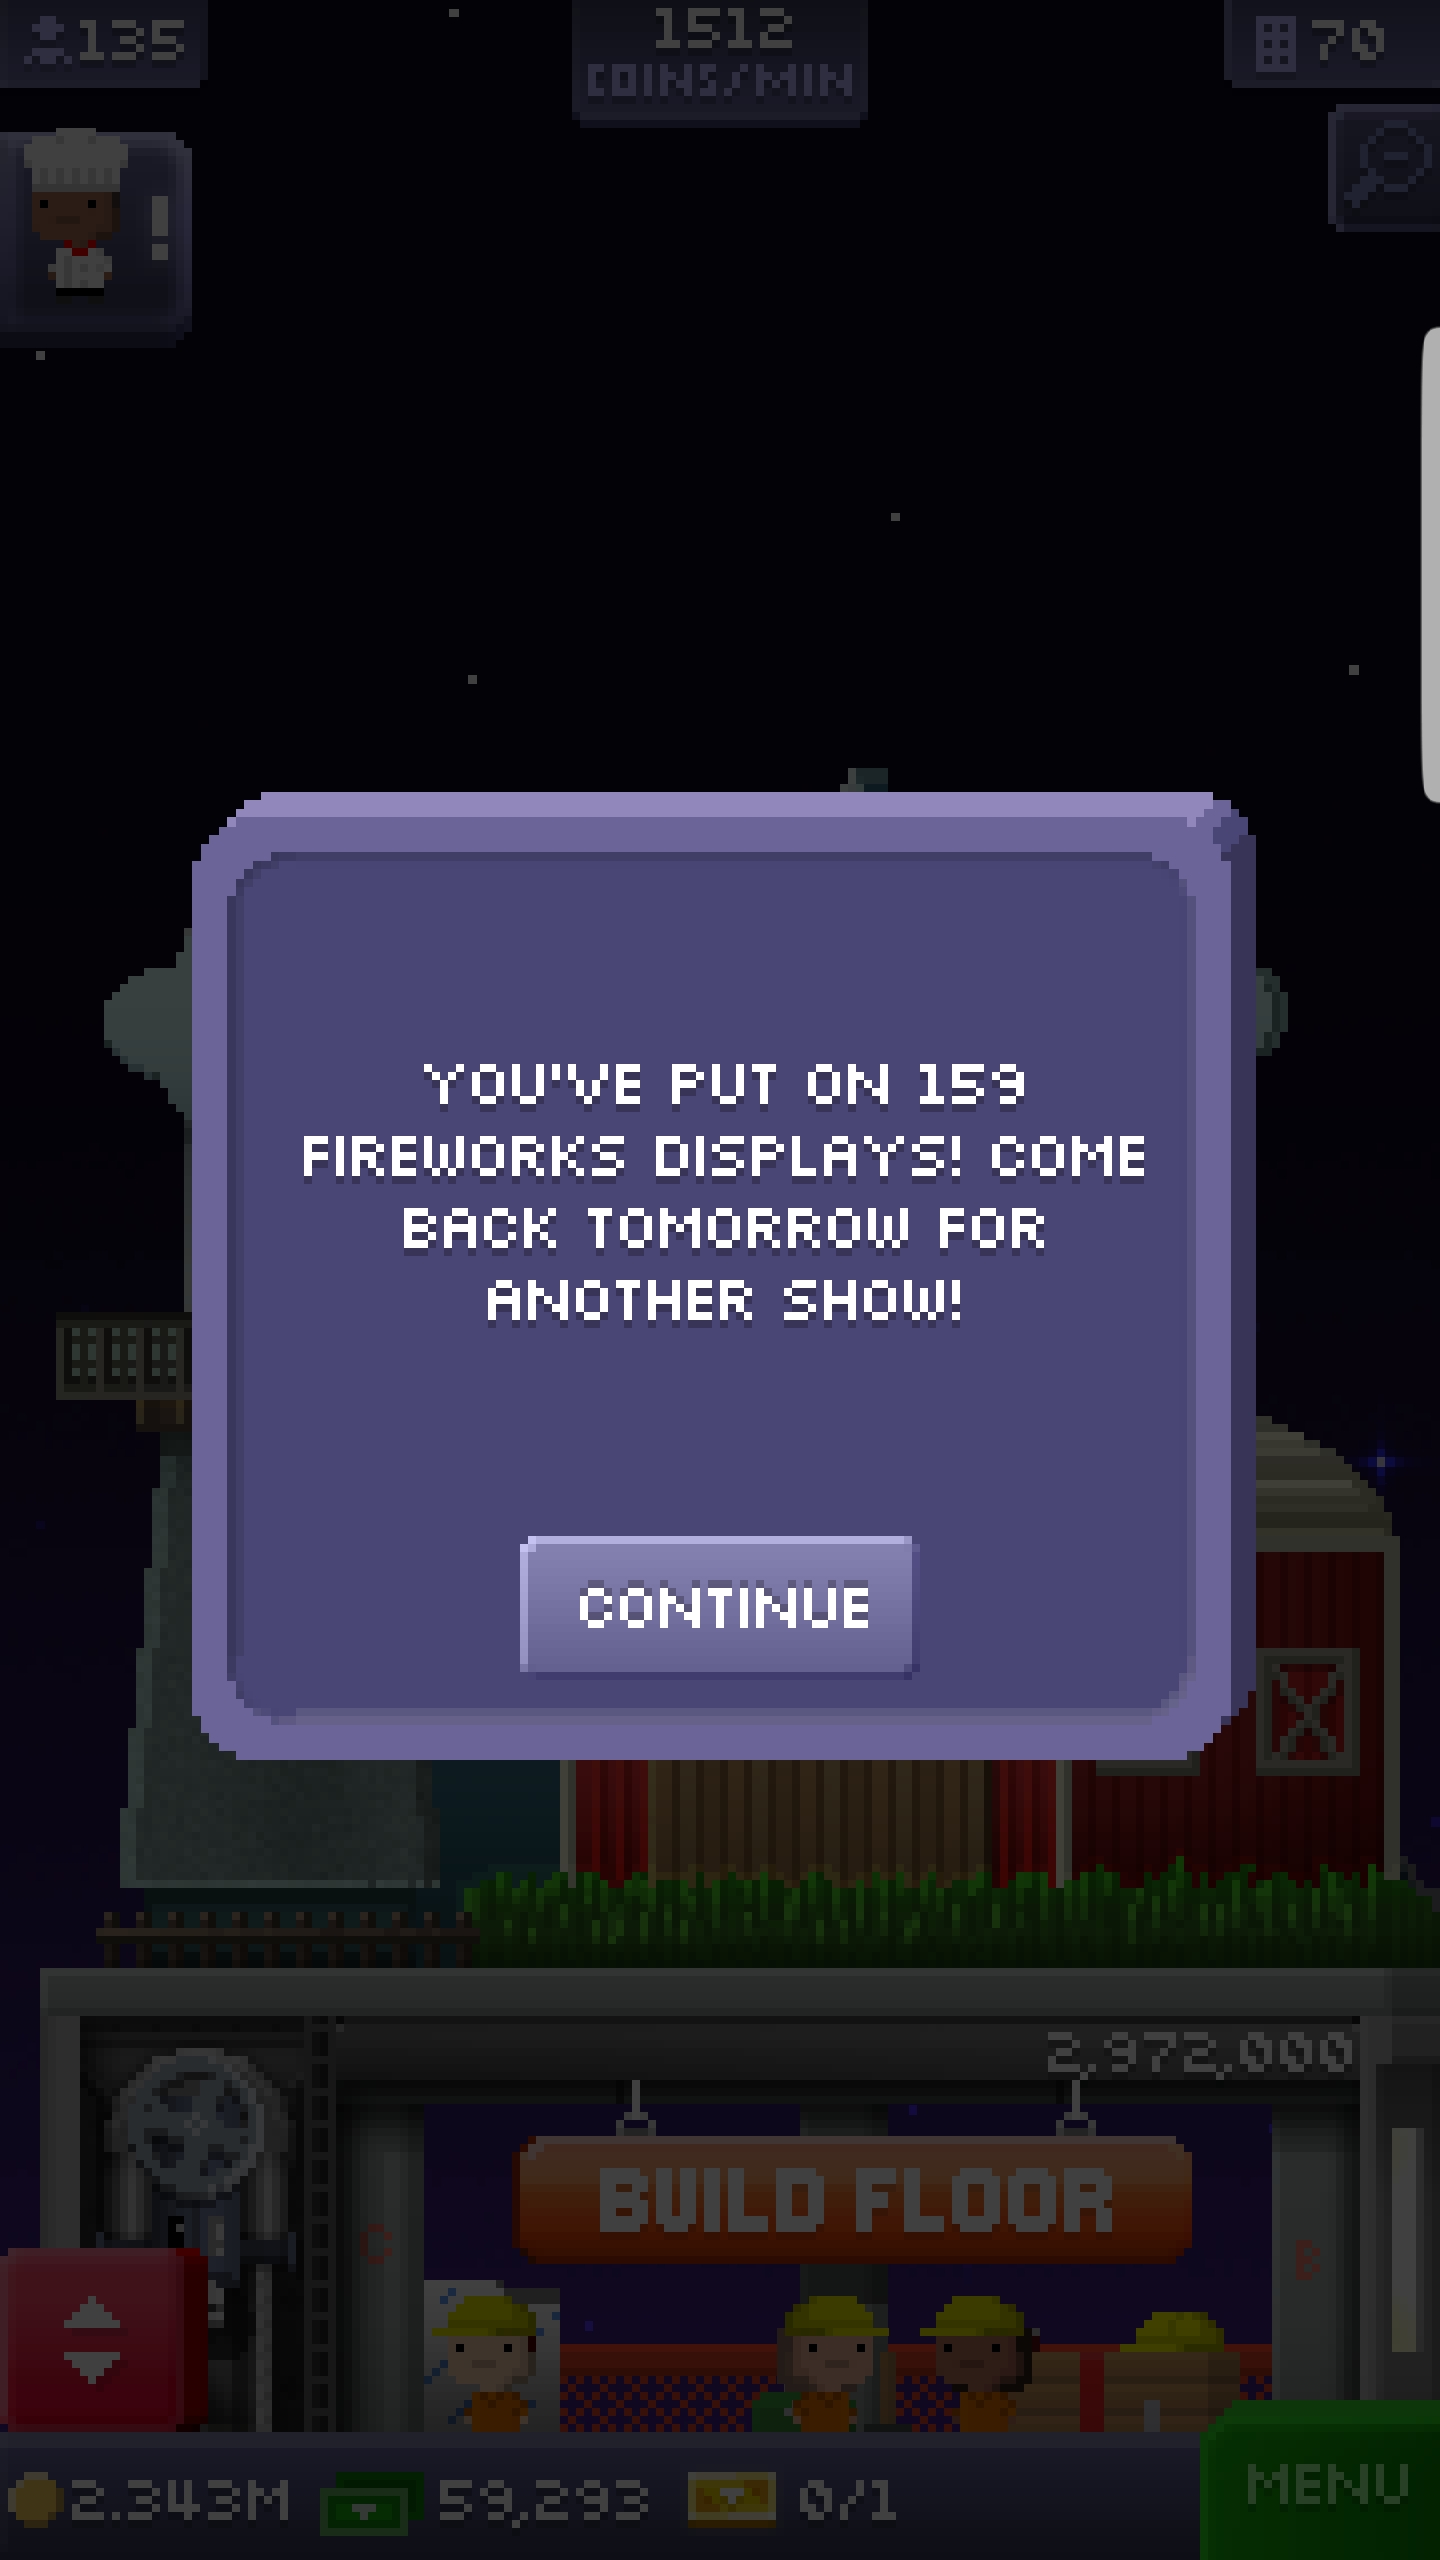 135
1512
COINS/MIN
70
!
YOU'VE PUT ON 159
FIREWORKS DISPLAYS! COME
BACK TOMORROW FOR
ANOTHER SHOW!
CONTINUE
2,972,000
BUILD FLOOR
C
B
2.343M
59,293
0/1
MENU